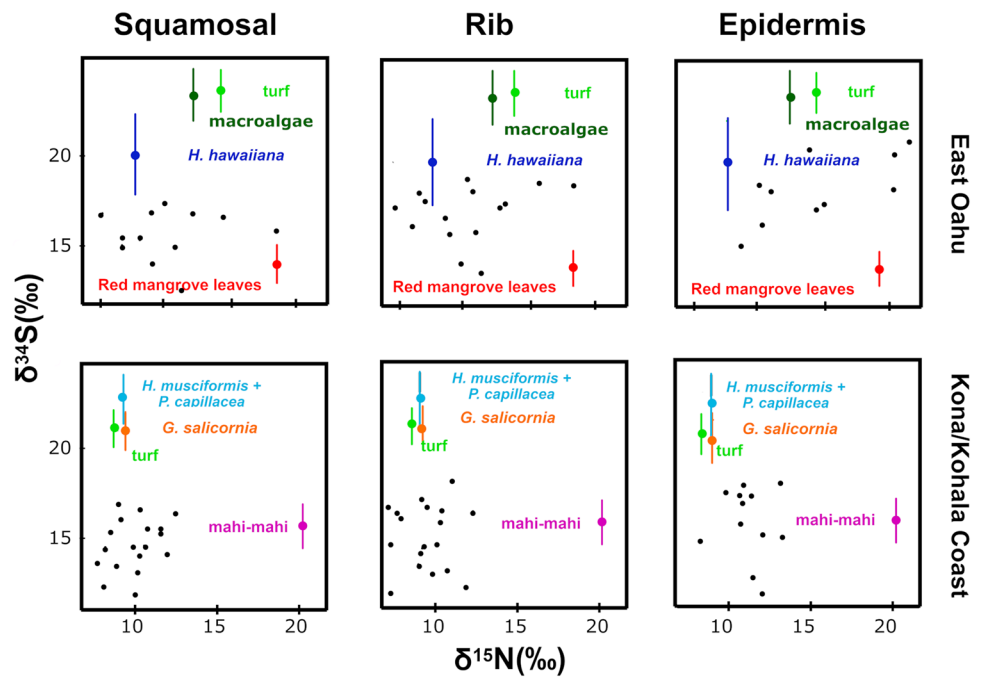 Squamosal Rib Epidermis
turf turf turf
macroalgae macroalgae macroalgae
20 H. hawaiiana H. hawaiiana H. hawaiiana
15
Red mangrove leaves Red mangrove leaves Red mangrove leaves
East Oahu
δ34S(‰)
H. musciformis + H. musciformis + H. musciformis +
P. capillacea P. capillacea P. capillacea
G. salicornia G. salicornia G. salicornia
20 turf turf turf
mahi-mahi mahi-mahi mahi-mahi
15
Kona/Kohala Coast
10 15 20 10 15 20 10 15 20
δ15N(‰)